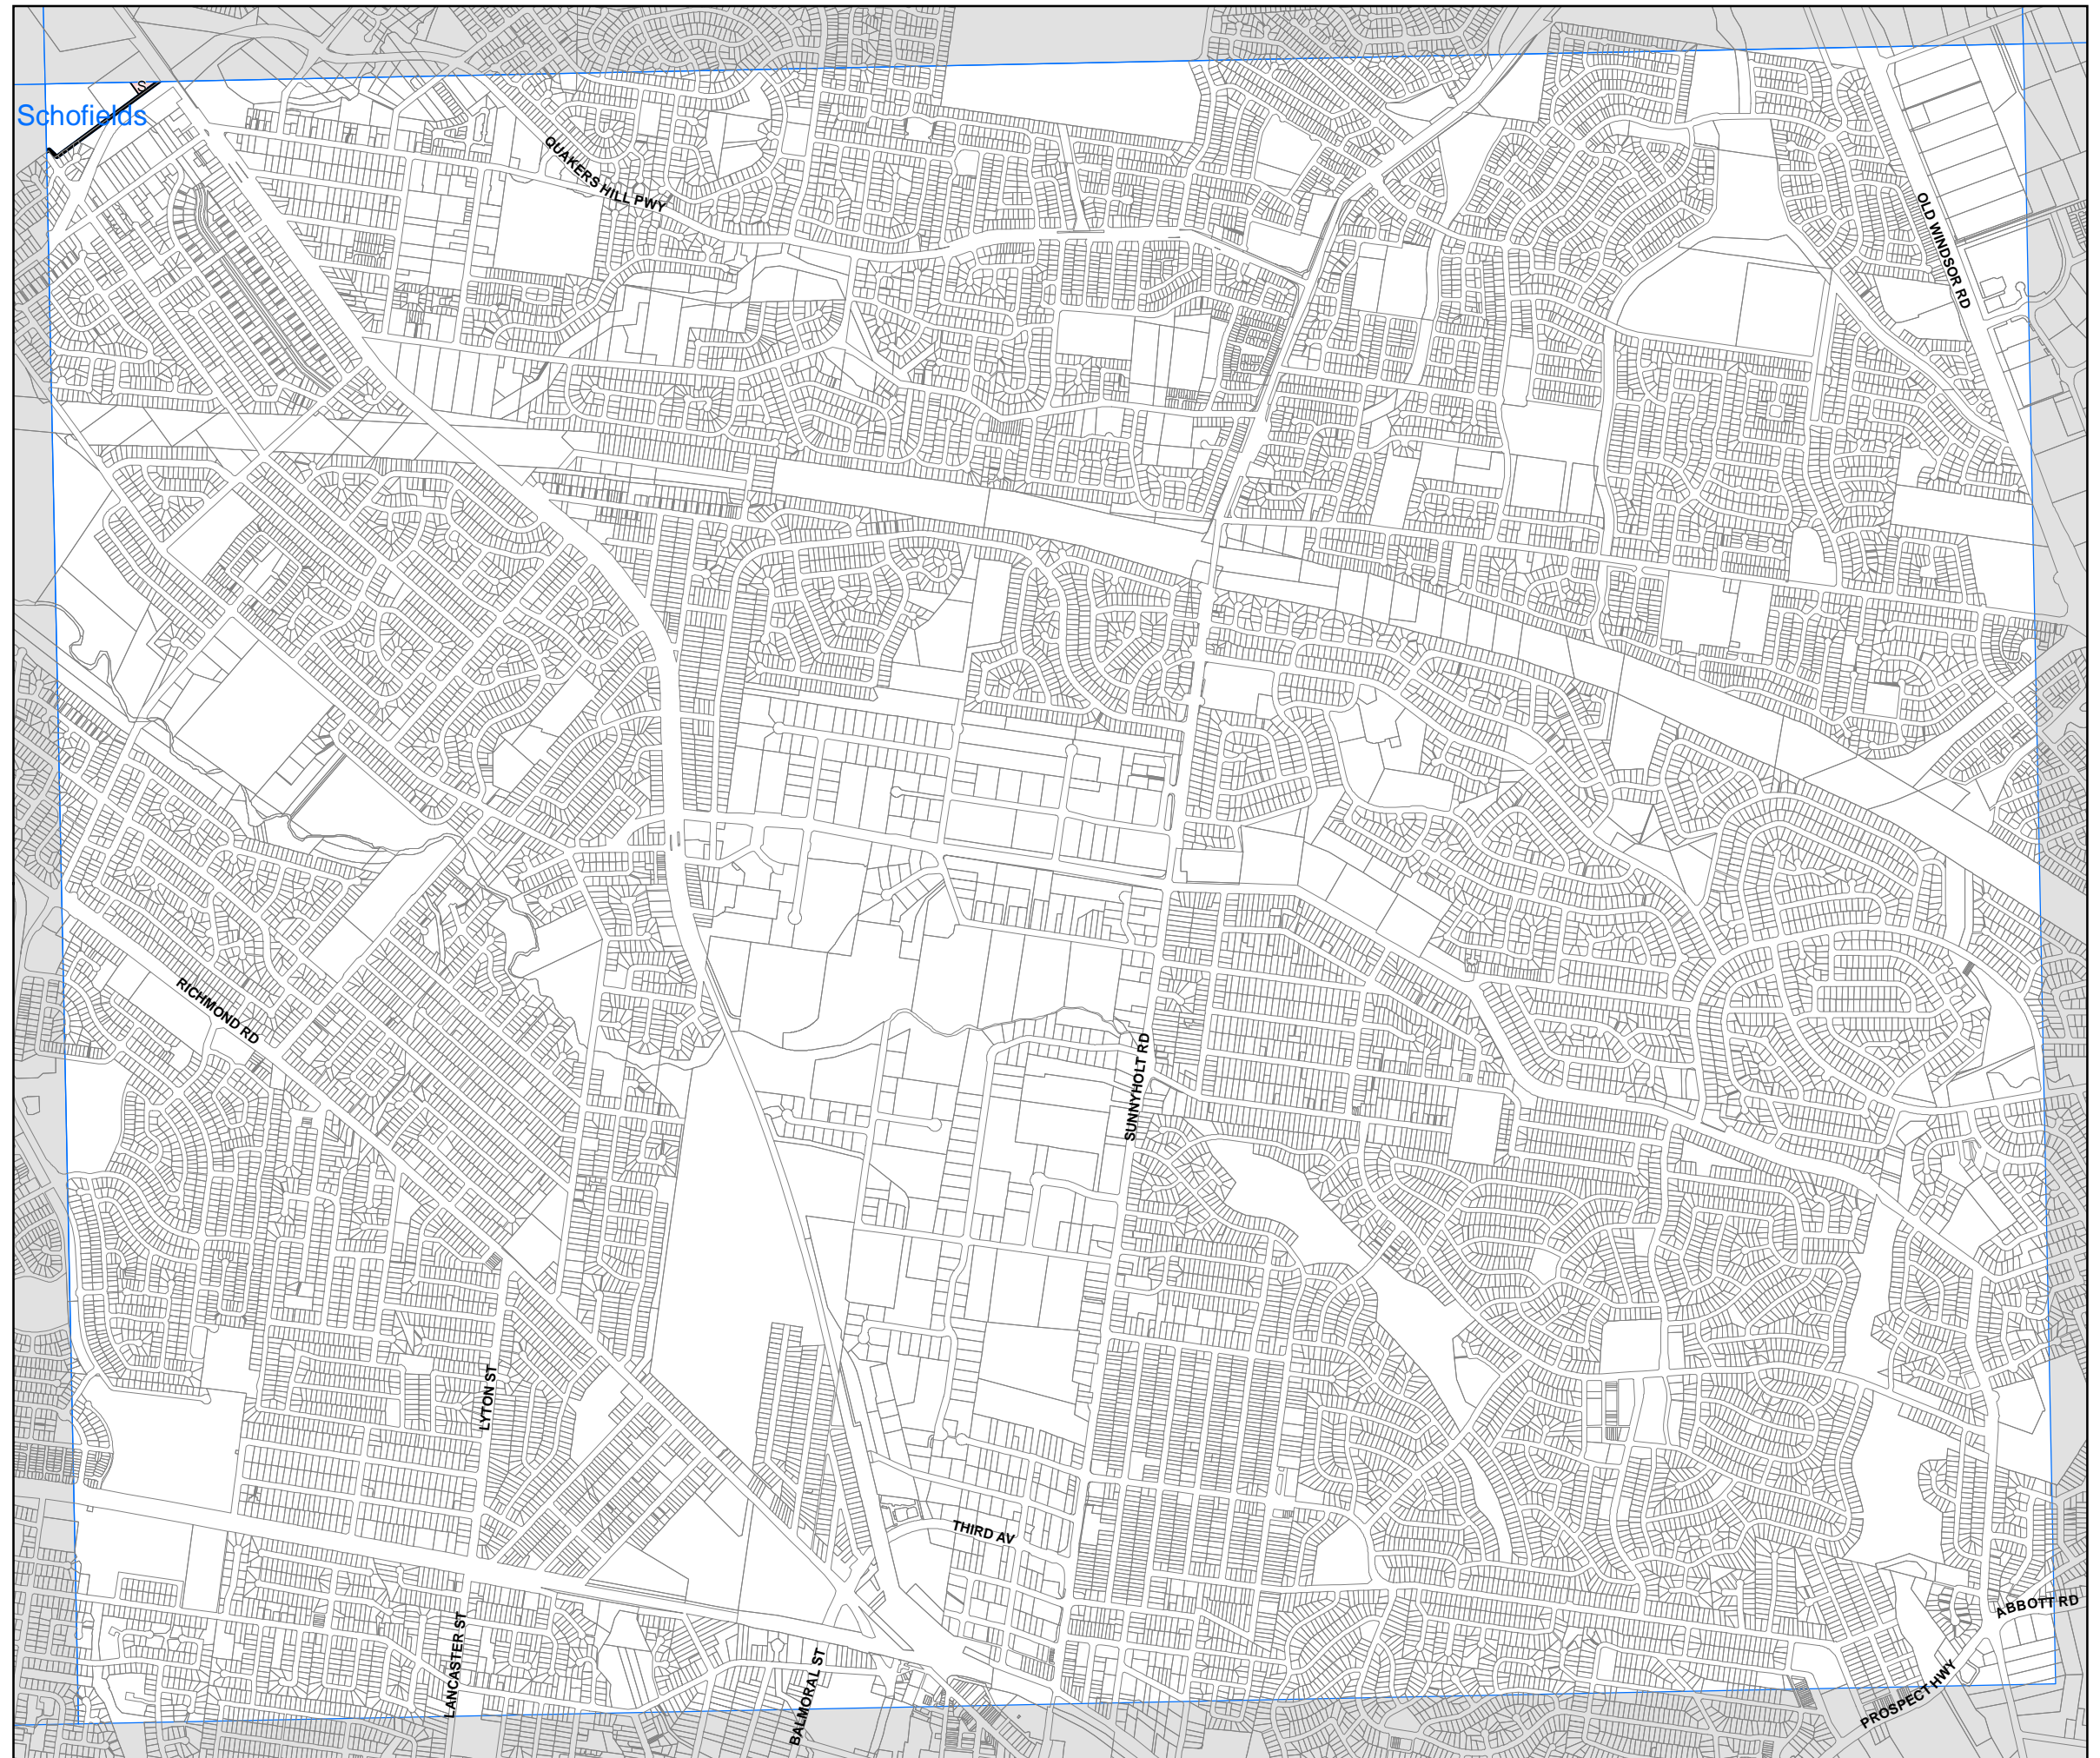 IS
Schofields
QUAKERS HILL PWY
OLD WINDSOR RD
RICHMOND RD
SUNNYHOLT RD
LYTON ST
THIRD AV
ABBOTT RD
LANCASTER ST
BALMORAL ST
PROSPECT HWY